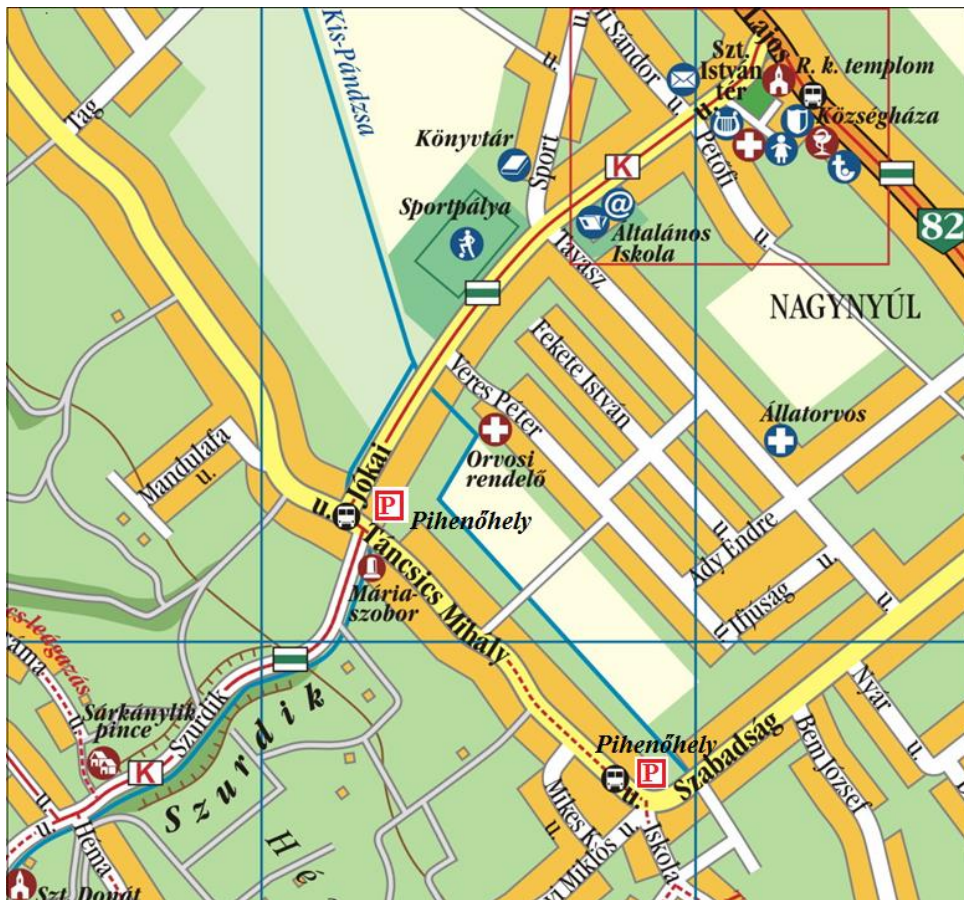 Kis-Pándzsa
u.
Sándor
u.
Lajos
u.
Szt.
István
tér
R. k. templom
Községháza
Tag
u.
Könyvtár
Sport
K
Petőfi
u.
Sportpálya
@
Általános
Iskola
82
Tavasz
NAGYNYÚL
Fekete István
u.
Veres Péter
u.
Állatorvos
Orvosi
rendelő
Mandulafa
u.
Jókai
u.
P
Pihenőhely
Táncsics Mihály
Ady Endre
Ifjúság
u.
u.
Mária-
szobor
Sárkánylik
pince
u.
Szurdik
K
Szurdik
Pihenőhely
P
Szabadság
u.
Nyár
u.
Bem József
Mikes K.
u.
u.
Iskola
Miklós
u.
u.
Héma
Szt. Donát
H é